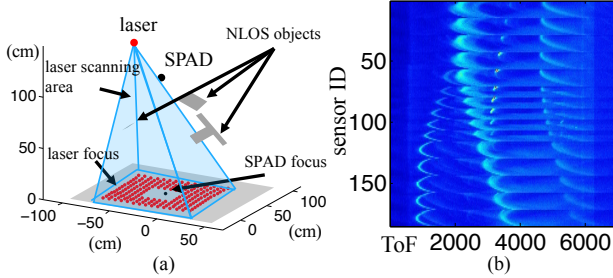 laser
(cm)
SPAD
NLOS objects
150
laser scanning
area
100
laser focus
50
SPAD focus
0
−100
−50
0
50
(cm)
0
50
100
(cm)
(a)
50
100
150
sensor ID
ToF 2000 4000 6000
(b)